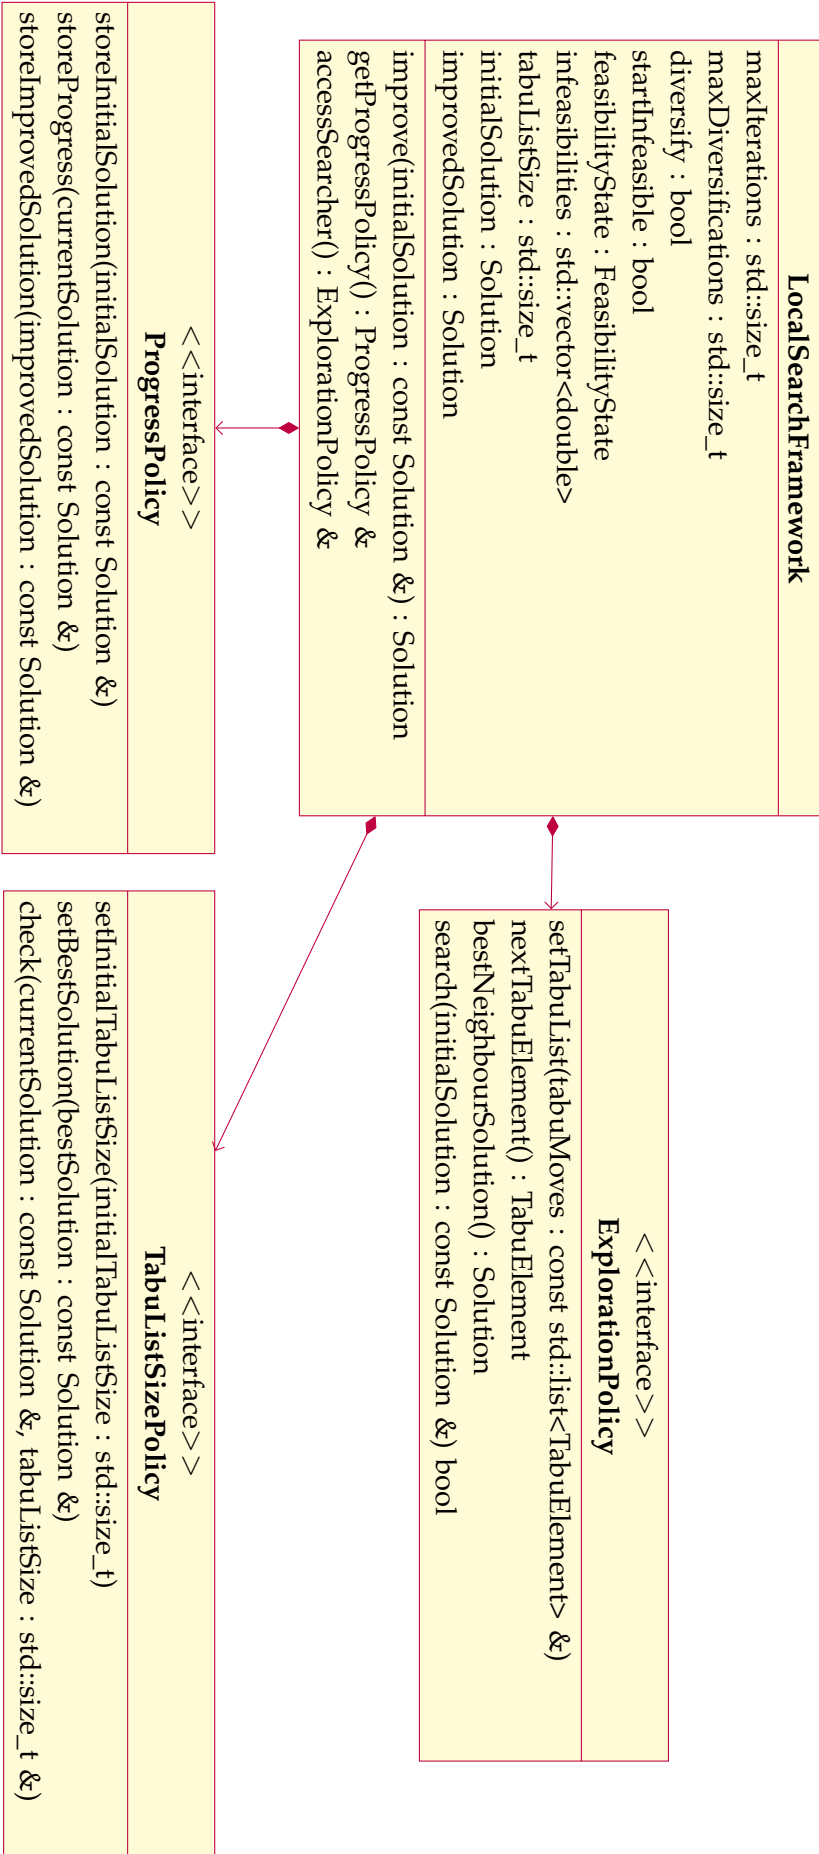 LocalSearchFramework
maxIterations : std::size_t
maxDiversifications : std::size_t
diversify : bool
startInfeasible : bool
feasibilityState : FeasibilityState
infeasibilities : std::vector<double>
tabuListSize : std::size_t
initialSolution : Solution
improvedSolution : Solution
improve(initialSolution : const Solution &) : Solution
getProgressPolicy() : ProgressPolicy &
accessSearcher() : ExplorationPolicy &
<<interface>>
ExplorationPolicy
setTabuList(tabuMoves : const std::list<TabuElement> &)
nextTabuElement() : TabuElement
bestNeighbourSolution() : Solution
search(initialSolution : const Solution &) bool
<<interface>>
ProgressPolicy
storeInitialSolution(initialSolution : const Solution &)
storeProgress(currentSolution : const Solution &)
storeImprovedSolution(improvedSolution : const Solution &)
<<interface>>
TabuListSizePolicy
setInitialTabuListSize(initialTabuListSize : std::size_t)
setBestSolution(bestSolution : const Solution &)
check(currentSolution : const Solution &, tabuListSize : std::size_t &)